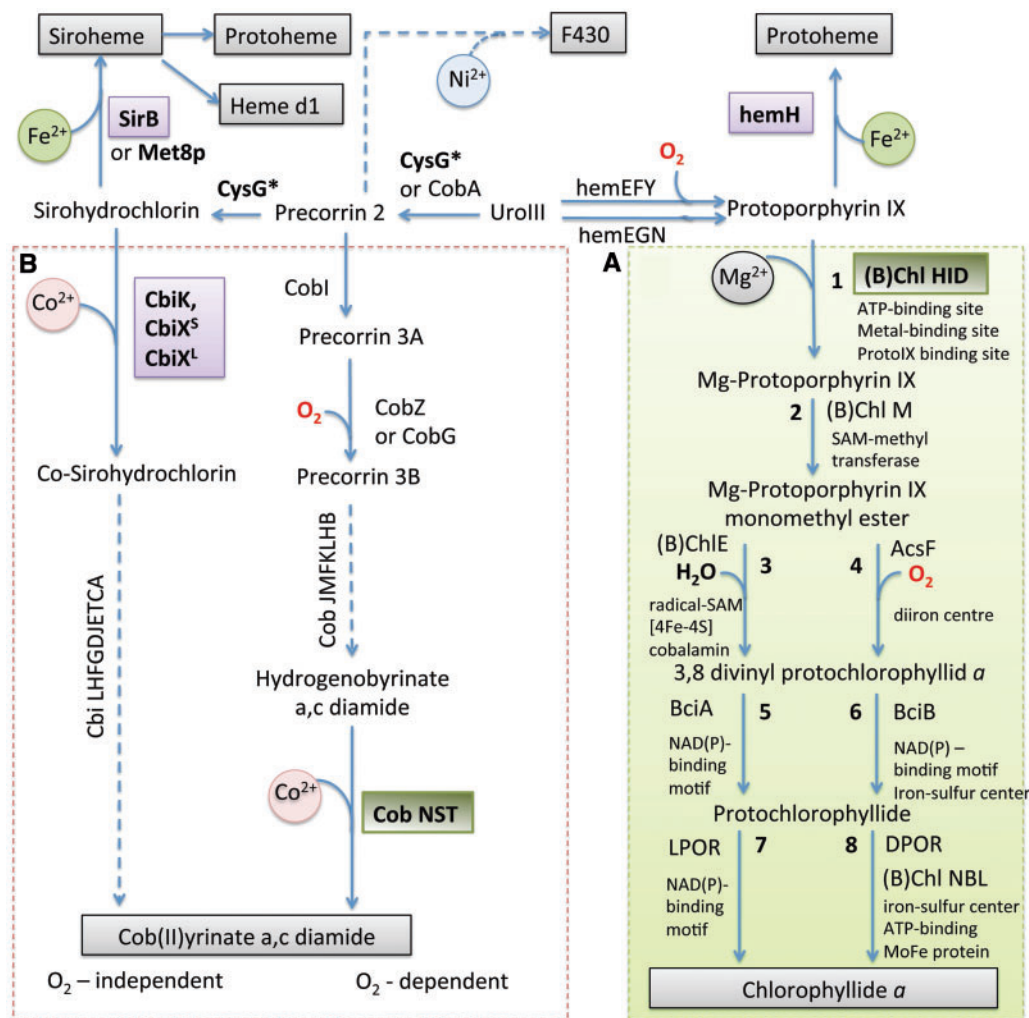 Siroheme
Protoheme
F430
Protoheme
Ni²⁺
Heme d1
Fe²⁺
SirB
or Met8p
hemH
Fe²⁺
CysG*
CysG*
or CobA
O₂
hemEFY
Sirohydrochlorin
Precorrin 2
UroIII
Protoporphyrin IX
hemEGN
B
Co²⁺
CbiK,
CbiXˢ
CbiXᴸ
CobI
Precorrin 3A
O₂
CobZ
or CobG
Co-Sirohydrochlorin
Precorrin 3B
Cbi LHFGDJETCA
Cob JMFKLHB
Hydrogenobyrinate
a,c diamide
Co²⁺
Cob NST
Cob(II)yrinate a,c diamide
O₂ – independent
O₂ - dependent
A
Mg²⁺
1
(B)Chl HID
ATP-binding site
Metal-binding site
ProtoIX binding site
Mg-Protoporphyrin IX
2
(B)Chl M
SAM-methyl
transferase
Mg-Protoporphyrin IX
monomethyl ester
(B)ChlE
H₂O
3
radical-SAM
[4Fe-4S]
cobalamin
4
AcsF
O₂
diiron centre
3,8 divinyl protochlorophyllid a
BciA
5
NAD(P)-
binding
motif
6
BciB
NAD(P) –
binding motif
Iron-sulfur center
Protochlorophyllide
LPOR
7
NAD(P)-
binding
motif
8
DPOR
(B)Chl NBL
iron-sulfur center
ATP-binding
MoFe protein
Chlorophyllide a